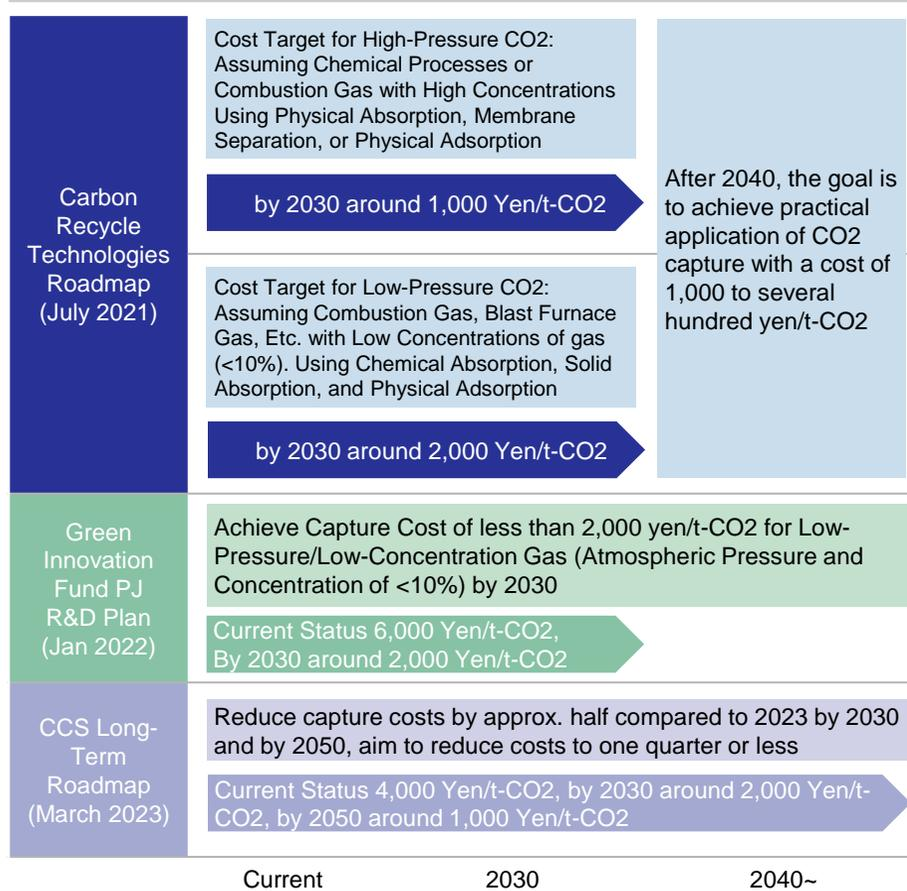 Carbon
Recycle
Technologies
Roadmap
(July 2021)
Cost Target for High-Pressure CO2:
Assuming Chemical Processes or
Combustion Gas with High Concentrations
Using Physical Absorption, Membrane
Separation, or Physical Adsorption
by 2030 around 1,000 Yen/t-CO2
Cost Target for Low-Pressure CO2:
Assuming Combustion Gas, Blast Furnace
Gas, Etc. with Low Concentrations of gas
(<10%). Using Chemical Absorption, Solid
Absorption, and Physical Adsorption
by 2030 around 2,000 Yen/t-CO2
After 2040, the goal is
to achieve practical
application of CO2
capture with a cost of
1,000 to several
hundred yen/t-CO2
Green
Innovation
Fund PJ
R&D Plan
(Jan 2022)
Achieve Capture Cost of less than 2,000 yen/t-CO2 for Low-
Pressure/Low-Concentration Gas (Atmospheric Pressure and
Concentration of <10%) by 2030
Current Status 6,000 Yen/t-CO2,
By 2030 around 2,000 Yen/t-CO2
CCS Long-
Term
Roadmap
(March 2023)
Reduce capture costs by approx. half compared to 2023 by 2030
and by 2050, aim to reduce costs to one quarter or less
Current Status 4,000 Yen/t-CO2, by 2030 around 2,000 Yen/t-
CO2, by 2050 around 1,000 Yen/t-CO2
Current 2030 2040~